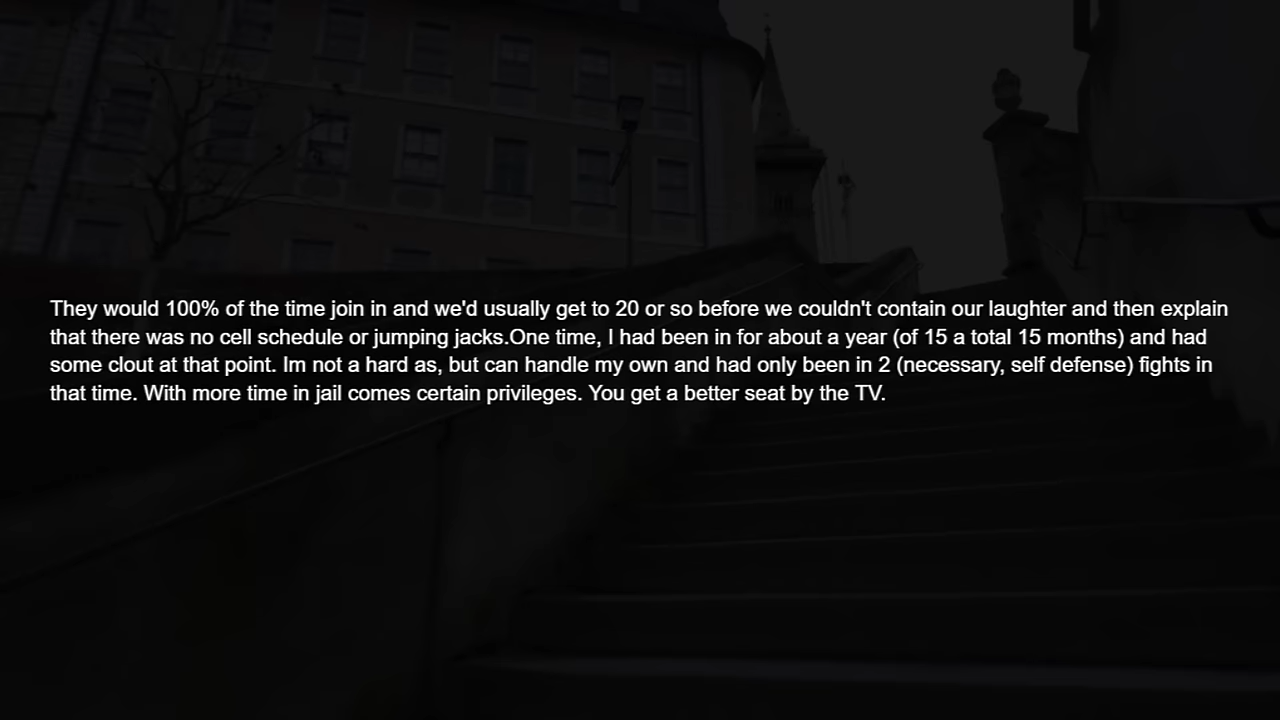 They would 100% of the time join in and we'd usually get to 20 or so before we couldn't contain our laughter and then explain
that there was no cell schedule or jumping jacks.One time, I had been in for about a year (of 15 a total 15 months) and had
some clout at that point. Im not a hard as, but can handle my own and had only been in 2 (necessary, self defense) fights in
that time. With more time in jail comes certain privileges. You get a better seat by the TV.